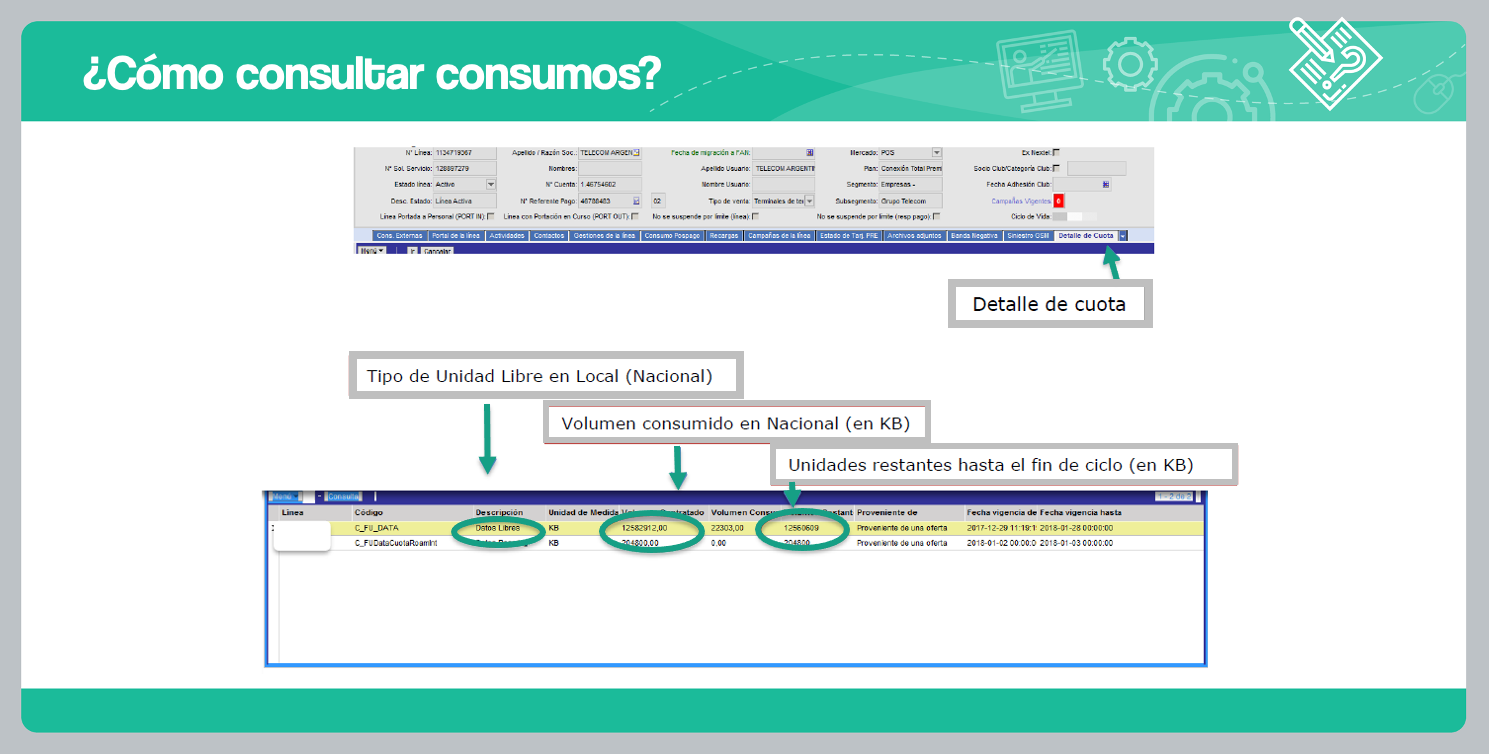 ¿Cómo consultar consumos?
N° Línea: 1134719367 Apellido / Razón Soc.: TELECOM ARGEN Fecha de migración a FAN: Mercado: POS Ex Nextel:
N° Sol. Servicio: 128897279 Nombres: Apellido Usuario: TELECOM ARGENTI Plan: Conexión Total Prem Socio Club/Categoría Club:
Estado línea: Activo N° Cuenta: 1.46754602 Nombre Usuario: Segmento: Empresas - Fecha Adhesión Club:
Desc. Estado: Línea Activa N° Referente Pago: 46788483 02 Tipo de venta: Terminales de ter Subsegmento: Grupo Telecom Campañas Vigentes: 0
Línea Portada a Personal (PORT IN): Línea con Portación en Curso (PORT OUT): No se suspende por límite (línea): No se suspende por límite (resp pago): Ciclo de Vida:
Cons. Externas Portal de la línea Actividades Contactos Gestiones de la línea Consumo Pospago Recargas Campañas de la línea Estado de Tarj. PRE Archivos adjuntos Banda Negativa Siniestro GSM Detalle de Cuota
Menú Ir Cancelar
Detalle de cuota
Tipo de Unidad Libre en Local (Nacional)
Volumen consumido en Nacional (en KB)
Unidades restantes hasta el fin de ciclo (en KB)
Menú Consulta 1 - 2 de 2
Línea Código Descripción Unidad de Medida Contratado Volumen Proveniente de Fecha vigencia de Fecha vigencia hasta
C_FU_DATA Datos Libres KB 12582912,00 22303,00 12560609 Proveniente de una oferta 2017-12-29 11:19:1 2018-01-28 00:00:00
C_FUDataCuotaRoamInt KB 204800,00 0,00 204800 Proveniente de una oferta 2018-01-02 00:00:0 2018-01-03 00:00:00